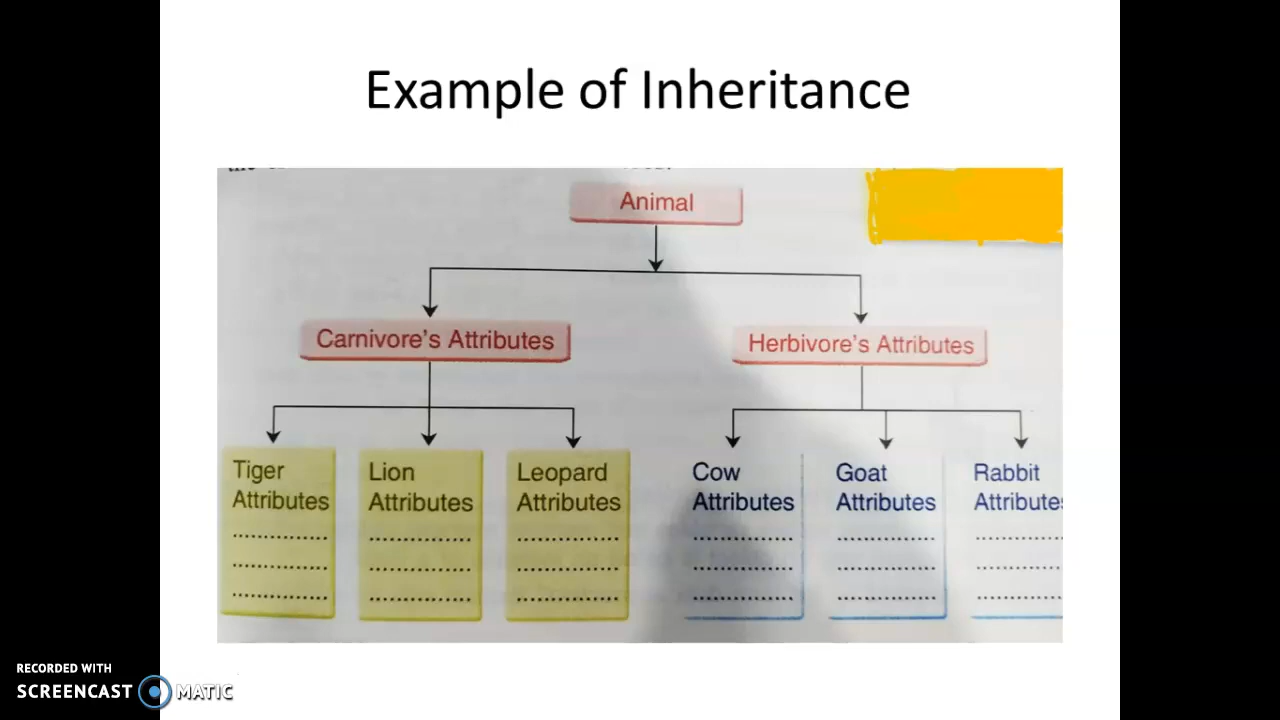 Example of Inheritance
Animal
Carnivore's Attributes
Herbivore's Attributes
Tiger
Attributes
..............
..............
..............
Lion
Attributes
..............
..............
..............
Leopard
Attributes
..............
..............
..............
Cow
Attributes
..............
..............
..............
Goat
Attributes
..............
..............
..............
Rabbit
Attributes
..............
..............
..............
RECORDED WITH
SCREENCAST MATIC